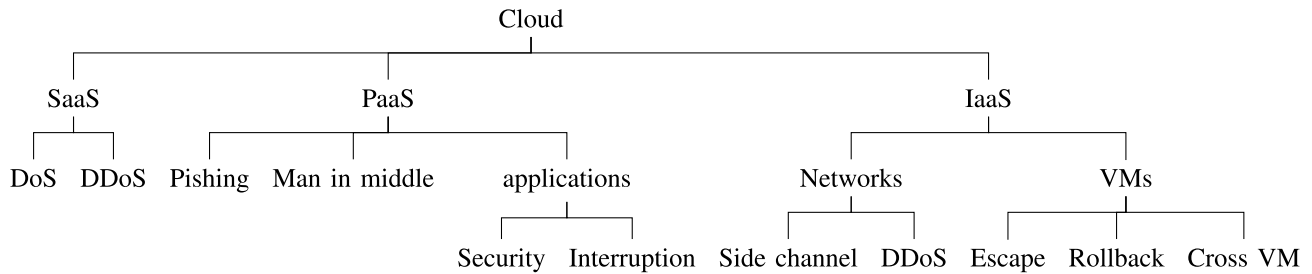 Cloud
SaaS PaaS IaaS
DoS DDoS Pishing Man in middle applications Networks VMs
Security Interruption Side channel DDoS Escape Rollback Cross VM